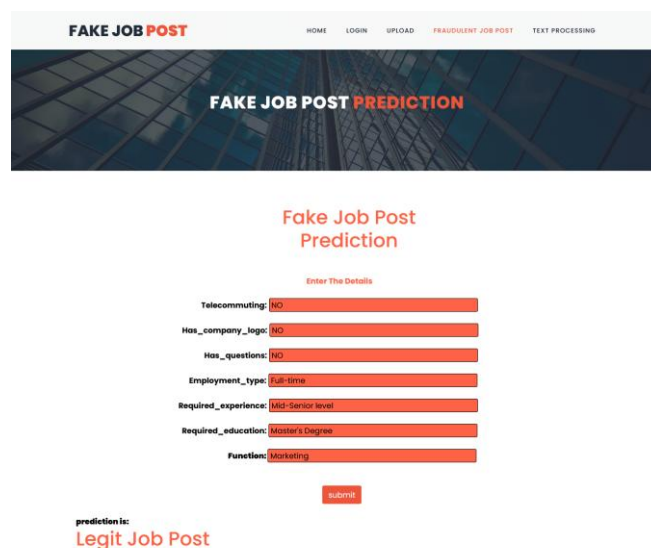 FAKE JOB POST HOME LOGIN UPLOAD FRAUDULENT JOB POST TEXT PROCESSING
FAKE JOB POST PREDICTION
Fake Job Post
Prediction
Enter The Details
Telecommuting: NO
Has_company_logo: NO
Has_questions: NO
Employment_type: Full-time
Required_experience: Mid-Senior level
Required_education: Master's Degree
Function: Marketing
submit
prediction is:
Legit Job Post